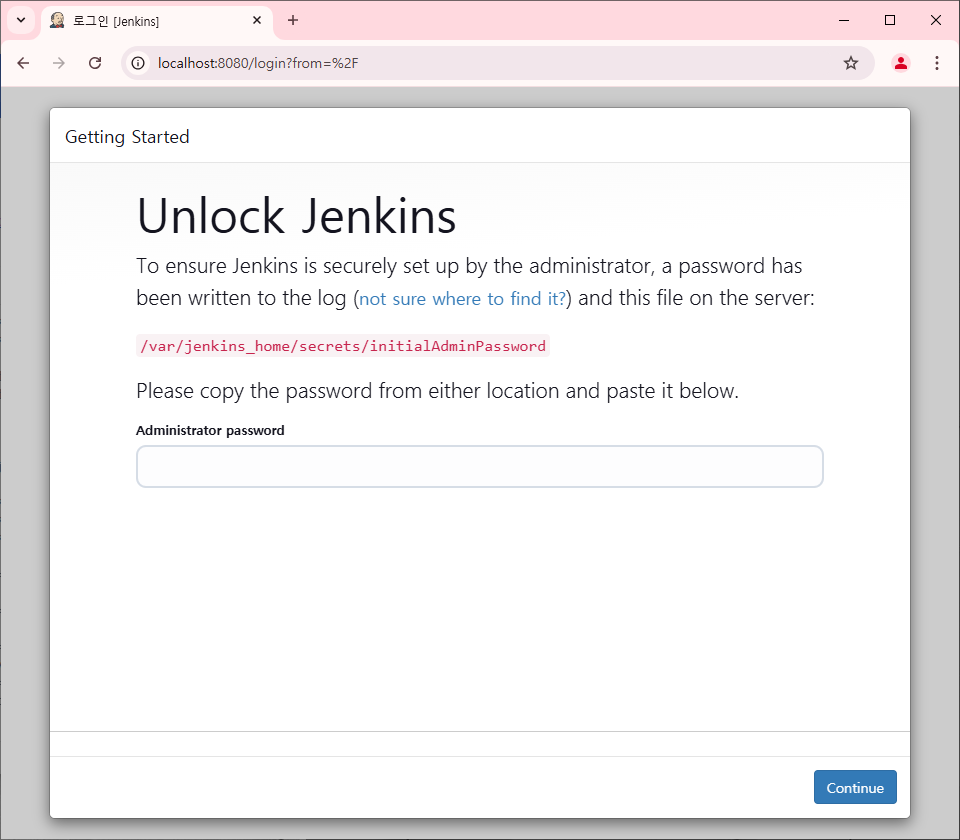 로그인 [Jenkins]
localhost:8080/login?from=%2F
Getting Started
Unlock Jenkins
To ensure Jenkins is securely set up by the administrator, a password has
been written to the log (not sure where to find it?) and this file on the server:
/var/jenkins_home/secrets/initialAdminPassword
Please copy the password from either location and paste it below.
Administrator password
Continue